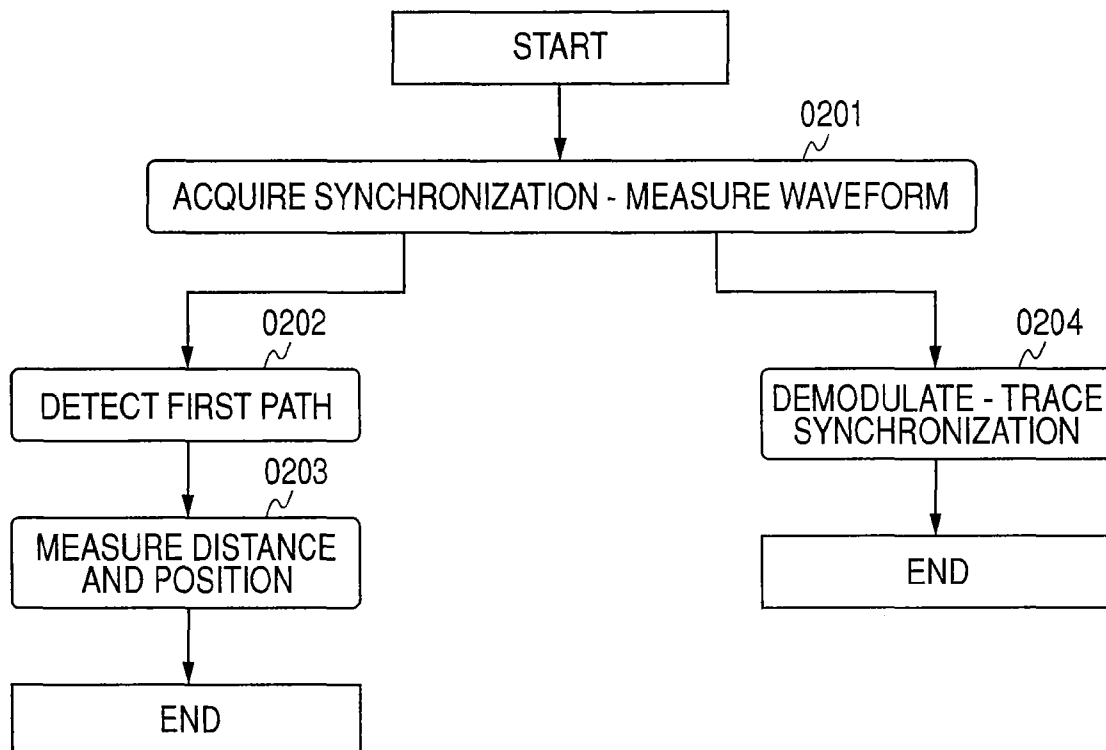 START
0201
ACQUIRE SYNCHRONIZATION - MEASURE WAVEFORM
0202
DETECT FIRST PATH
0203
MEASURE DISTANCE
AND POSITION
END
0204
DEMODULATE - TRACE
SYNCHRONIZATION
END